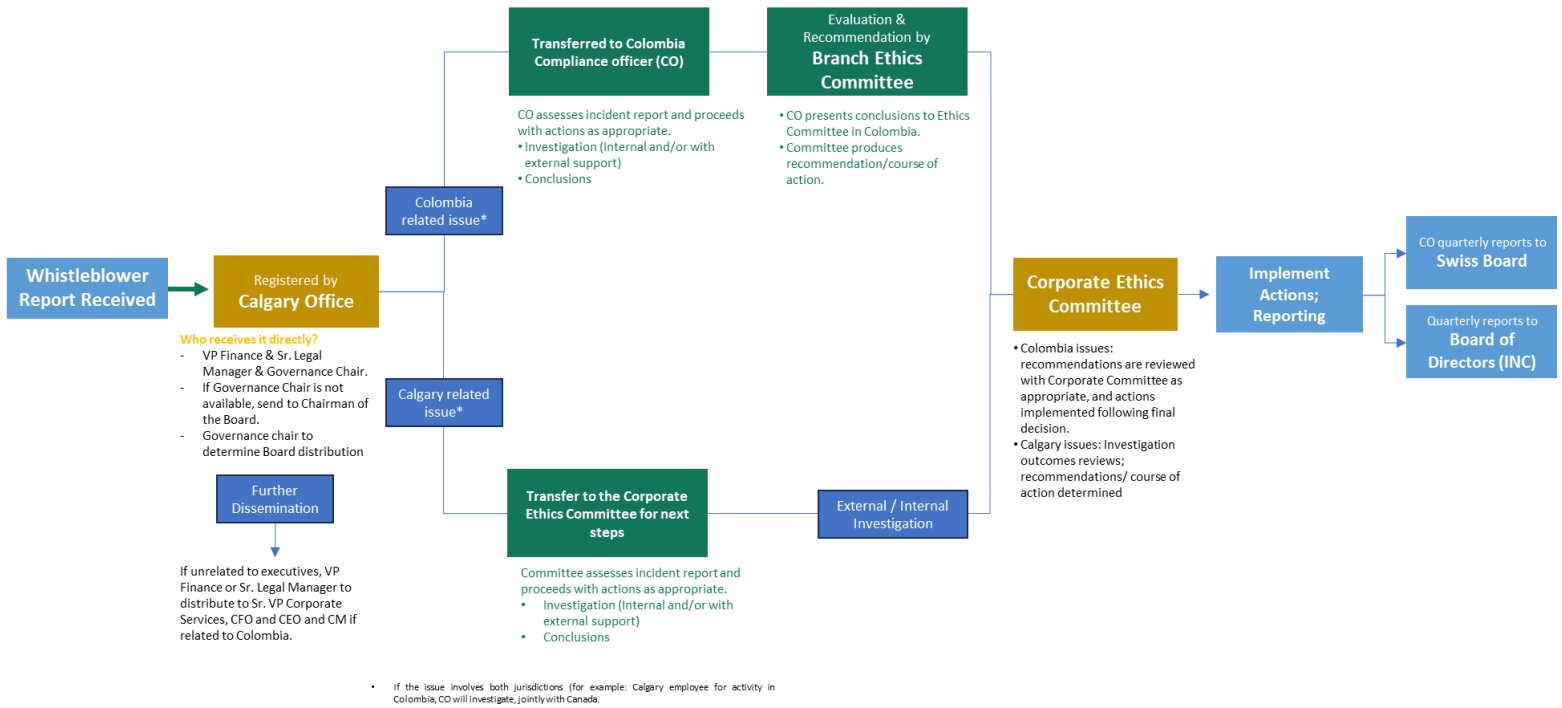 Whistleblower
Report Received
Registered by
Calgary Office
Who receives it directly?
- VP Finance & Sr. Legal
Manager & Governance Chair.
- If Governance Chair is not
available, send to Chairman of
the Board.
- Governance chair to
determine Board distribution
Further
Dissemination
If unrelated to executives, VP
Finance or Sr. Legal Manager to
distribute to Sr. VP Corporate
Services, CFO and CEO and CM if
related to Colombia.
Colombia
related issue*
Calgary related
issue*
Transferred to Colombia
Compliance officer (CO)
CO assesses incident report and proceeds
with actions as appropriate.
• Investigation (Internal and/or with
external support)
• Conclusions
Evaluation &
Recommendation by
Branch Ethics
Committee
• CO presents conclusions to Ethics
Committee in Colombia.
• Committee produces
recommendation/course of
action.
Transfer to the Corporate
Ethics Committee for next
steps
Committee assesses incident report and
proceeds with actions as appropriate.
• Investigation (Internal and/or with
external support)
• Conclusions
External / Internal
Investigation
Corporate Ethics
Committee
• Colombia issues:
recommendations are reviewed
with Corporate Committee as
appropriate, and actions
implemented following final
decision.
• Calgary issues: Investigation
outcomes reviews;
recommendations/ course of
action determined
Implement
Actions;
Reporting
CO quarterly reports to
Swiss Board
Quarterly reports to
Board of
Directors (INC)
• If the issue involves both jurisdictions (for example: Calgary employee for activity in
Colombia, CO will investigate, jointly with Canada.